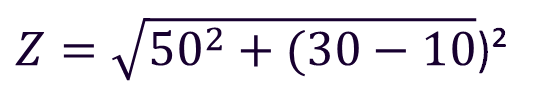 Z = √50² + (30 − 10)²